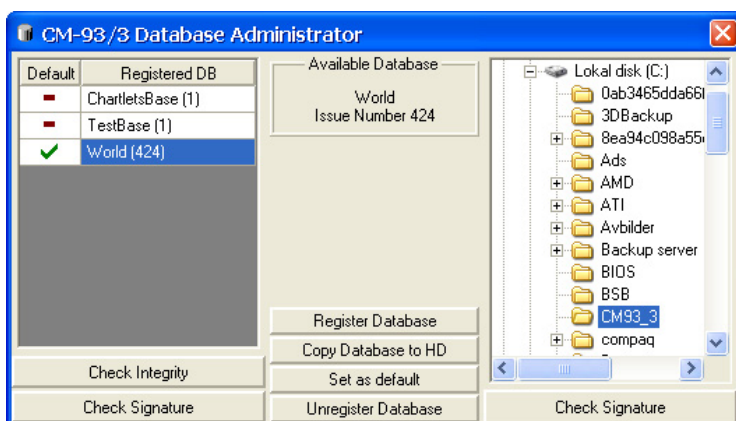 CM-93/3 Database Administrator
Default Registered DB
ChartletsBase (1)
TestBase (1)
World (424)
Check Integrity
Check Signature
Available Database
World
Issue Number 424
Register Database
Copy Database to HD
Set as default
Unregister Database
Lokal disk (C:)
0ab3465dda66
3DBackup
8ea94c098a55
Ads
AMD
ATI
Avbilder
Backup server
BIOS
BSB
CM93_3
compaq
Check Signature